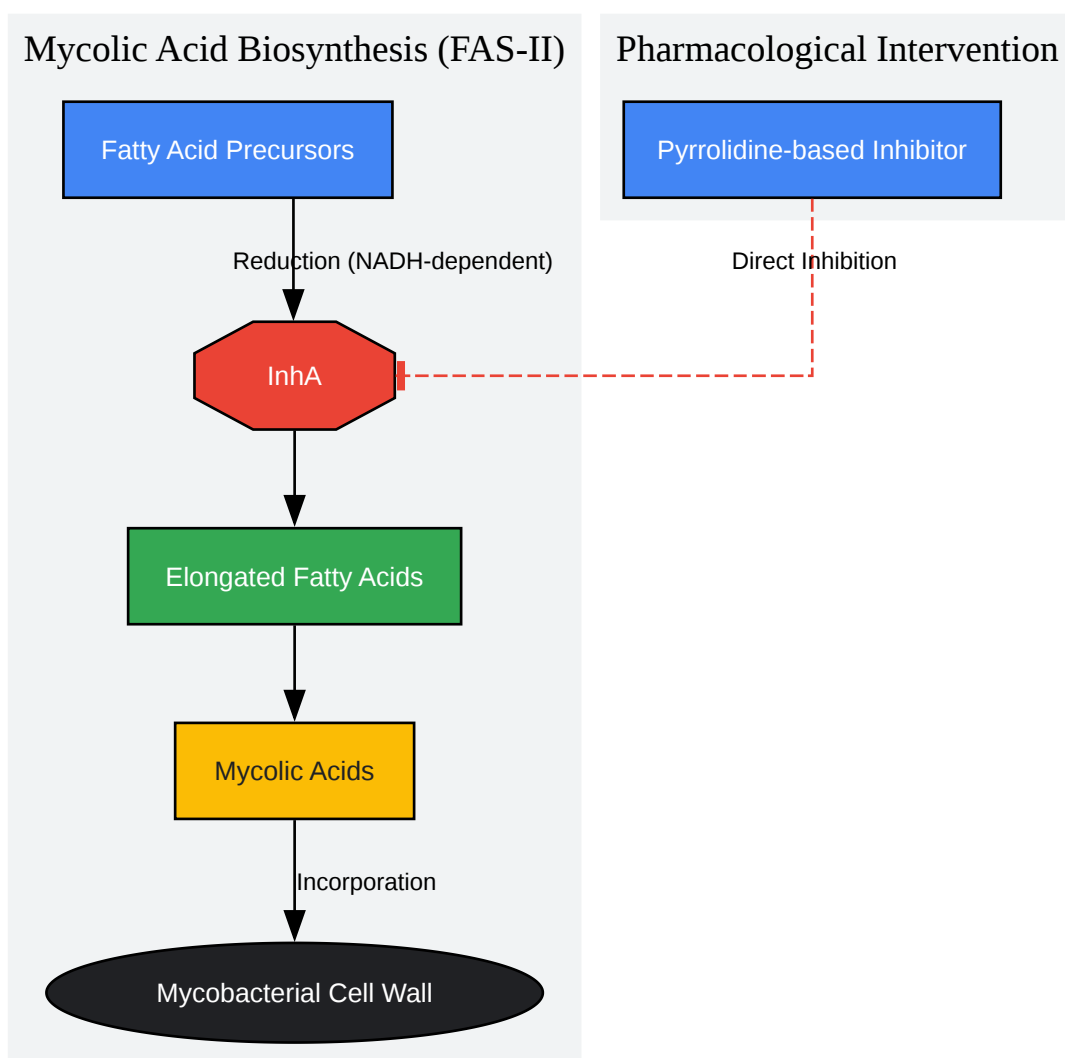 Mycolic Acid Biosynthesis (FAS-II)
Pharmacological Intervention
Fatty Acid Precursors
Pyrrolidine-based Inhibitor
Reduction (NADH-dependent)
Direct Inhibition
InhA
Elongated Fatty Acids
Mycolic Acids
Incorporation
Mycobacterial Cell Wall